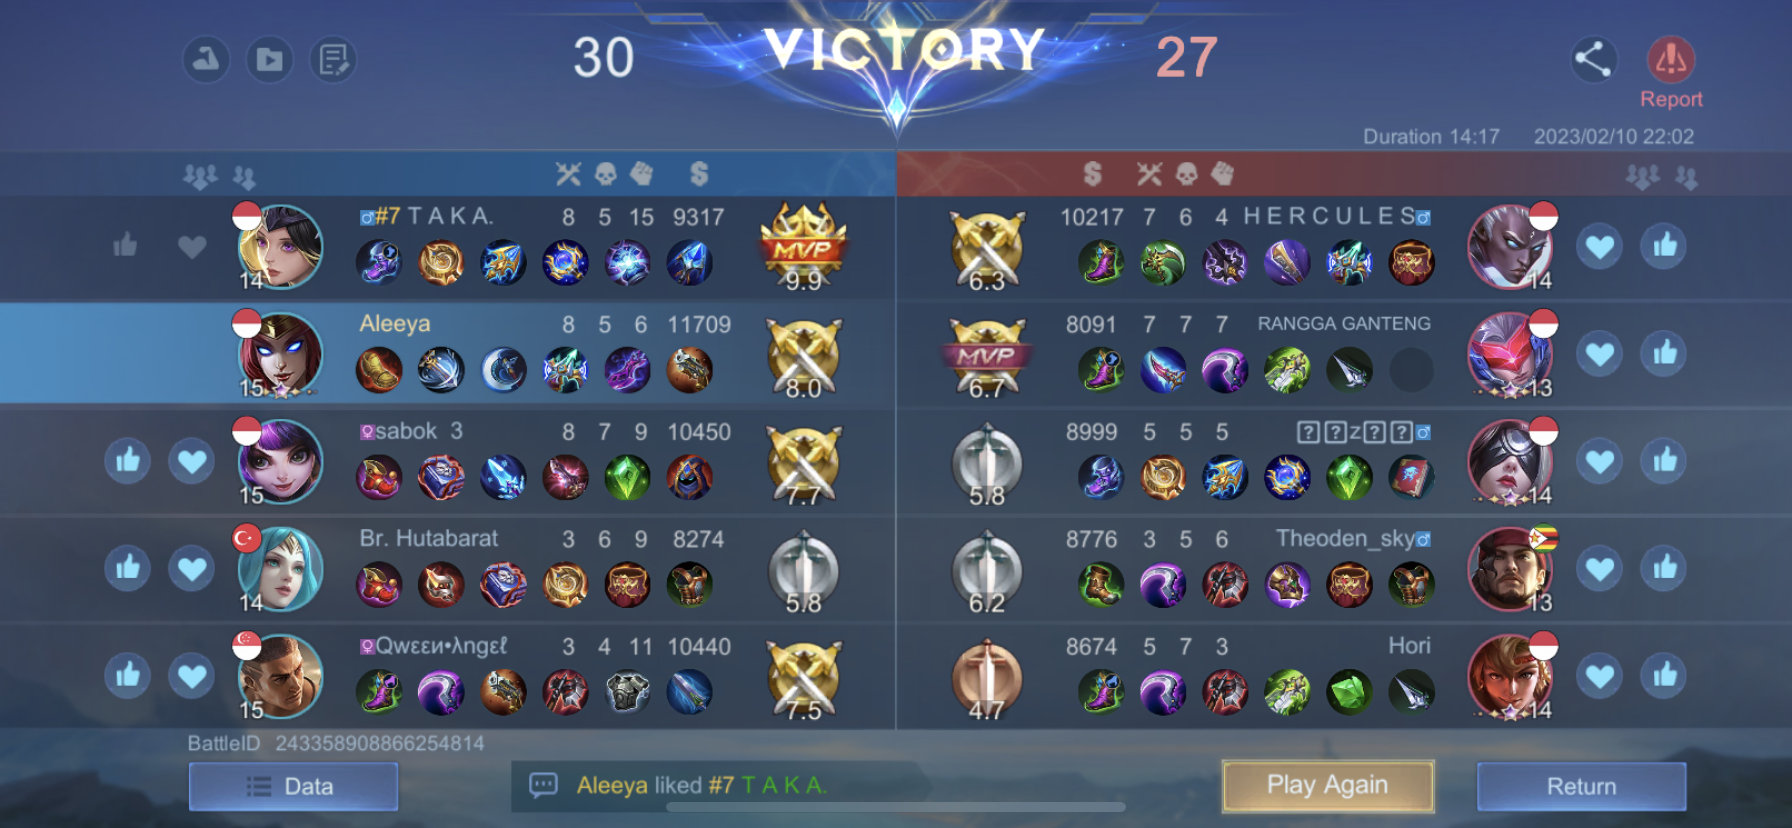 30 VICTORY 27
Report
Duration 14:17 2023/02/10 22:02
#7 T A K A. 8 5 15 9317 MVP 9.9 14
Aleeya 8 5 6 11709 8.0 15
sabok 3 8 7 9 10450 7.7 15
Br. Hutabarat 3 6 9 8274 5.8 14
Qwεεи•λngεℓ 3 4 11 10440 7.5 15
6.3 10217 7 6 4 H E R C U L E S 14
MVP 6.7 8091 7 7 7 RANGGA GANTENG 13
5.8 8999 5 5 5 ??z?? 14
6.2 8776 3 5 6 Theoden_sky 13
4.7 8674 5 7 3 Hori 14
BattleID 243358908866254814
Data
Aleeya liked #7 T A K A.
Play Again
Return